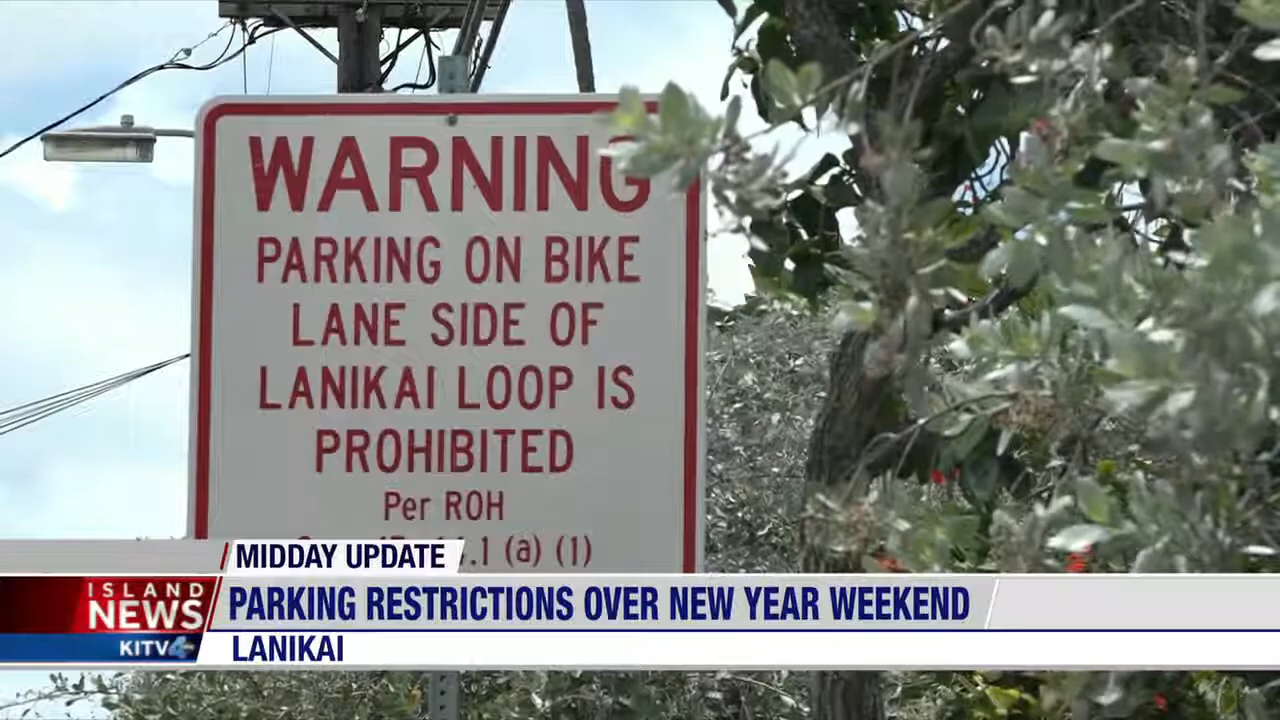 WARNING
PARKING ON BIKE
LANE SIDE OF
LANIKAI LOOP IS
PROHIBITED
Per ROH
.1 (a) (1)
MIDDAY UPDATE
ISLAND
NEWS
KITV4
PARKING RESTRICTIONS OVER NEW YEAR WEEKEND
LANIKAI